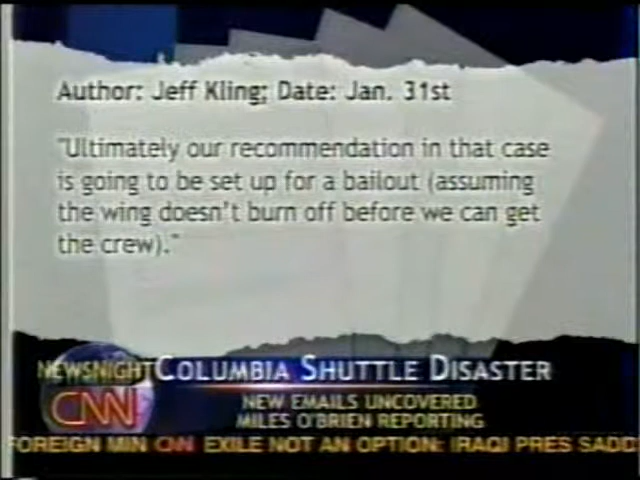 Author: Jeff Kling; Date: Jan. 31st
"Ultimately our recommendation in that case
is going to be set up for a bailout (assuming
the wing doesn't burn off before we can get
the crew)."
NEWSNIGHT COLUMBIA SHUTTLE DISASTER
CNN
NEW EMAILS UNCOVERED
MILES O'BRIEN REPORTING
FOREIGN MIN CNN EXILE NOT AN OPTION: IRAQI PRES SADD